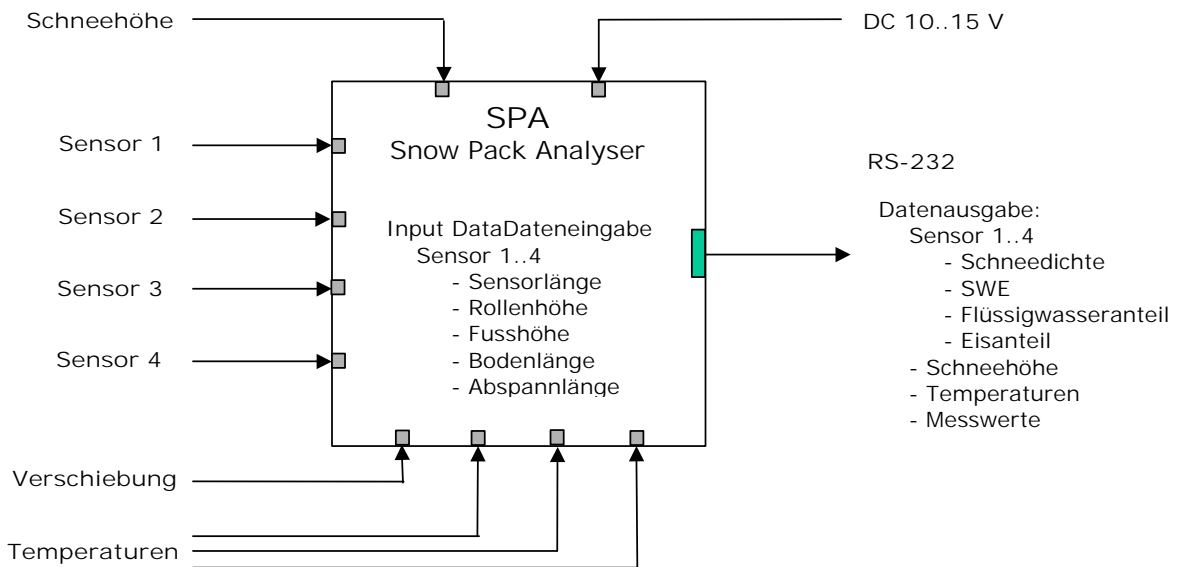 Schneehöhe
DC 10..15 V
SPA
Snow Pack Analyser
Sensor 1
Sensor 2
Sensor 3
Sensor 4
Input DataDateneingabe
Sensor 1..4
- Sensorlänge
- Rollenhöhe
- Fusshöhe
- Bodenlänge
- Abspannlänge
RS-232
Datenausgabe:
Sensor 1..4
- Schneedichte
- SWE
- Flüssigwasseranteil
- Eisanteil
- Schneehöhe
- Temperaturen
- Messwerte
Verschiebung
Temperaturen